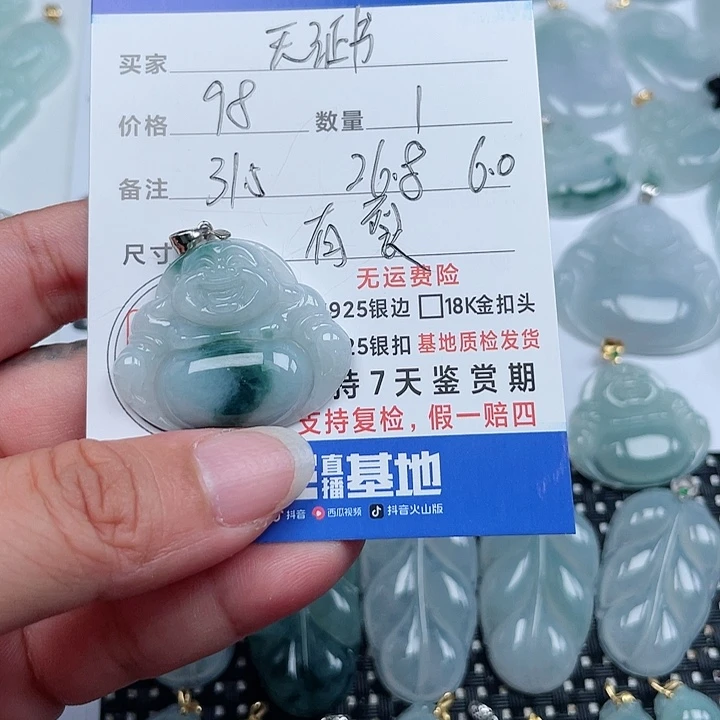 买家 无证书
价格 98 数量 1
备注 31.5 26.8 6.0
尺寸 有裂
无运费险
925银边 □18K金扣头
25银扣 基地质检发货
持7天鉴赏期
支持复检，假一赔四
直播基地
抖音 西瓜视频 抖音火山版